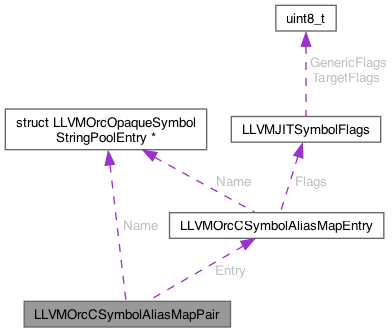 uint8_t
GenericFlags
TargetFlags
struct LLVMOrcOpaqueSymbol
StringPoolEntry *
LLVMJITSymbolFlags
Name
Flags
LLVMOrcCSymbolAliasMapEntry
Name
Entry
LLVMOrcCSymbolAliasMapPair